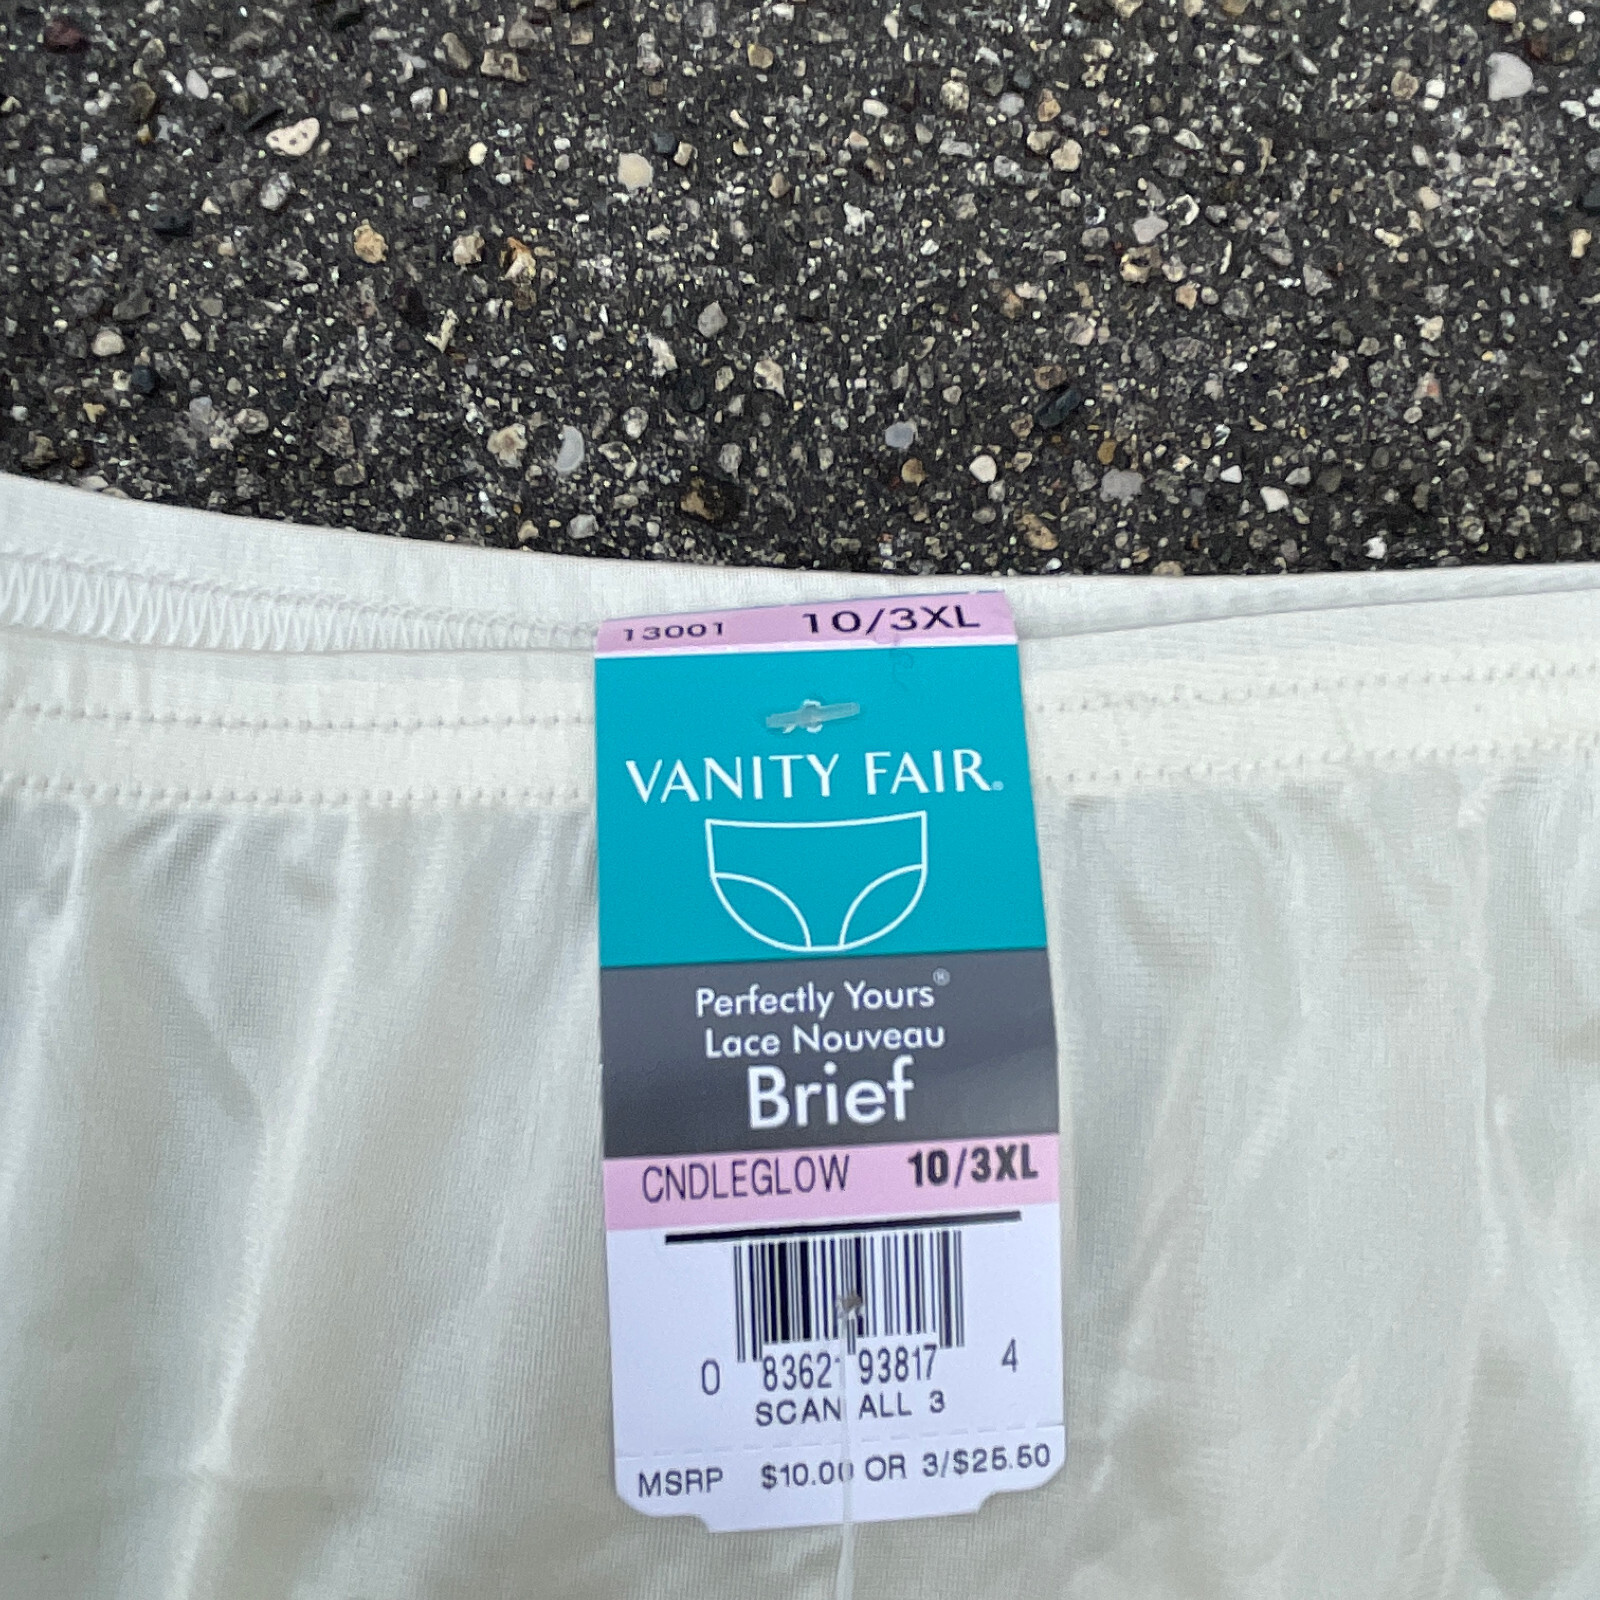 13001 10/3XL
VANITY FAIR®
Perfectly Yours®
Lace Nouveau
Brief
CNDLEGLOW 10/3XL
0 8362 93817 4
SCAN ALL 3
MSRP $10.00 OR 3/$25.50